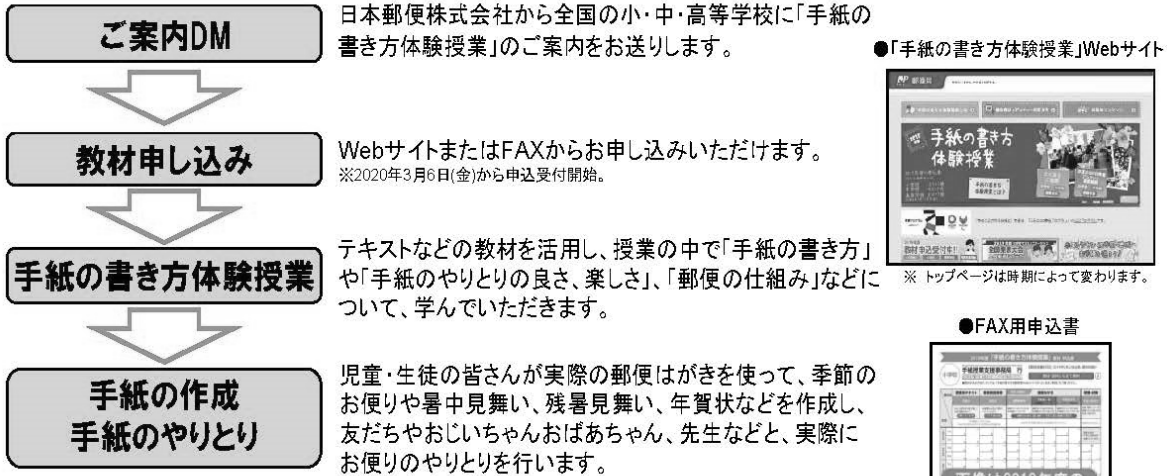 ご案内DM
日本郵便株式会社から全国の小・中・高等学校に「手紙の
書き方体験授業」のご案内をお送りします。
教材申し込み
WebサイトまたはFAXからお申し込みいただけます。
※2020年3月6日(金)から申込受付開始。
手紙の書き方体験授業
テキストなどの教材を活用し、授業の中で「手紙の書き方」
や「手紙のやりとりの良さ、楽しさ」、「郵便の仕組み」などに
ついて、学んでいただきます。
手紙の作成
手紙のやりとり
児童・生徒の皆さんが実際の郵便はがきを使って、季節の
お便りや暑中見舞い、残暑見舞い、年賀状などを作成し、
友だちやおじいちゃんおばあちゃん、先生などと、実際に
お便りのやりとりを行います。
●「手紙の書き方体験授業」Webサイト
手紙の書き方
体験授業
※ トップページは時期によって変わります。
●FAX用申込書